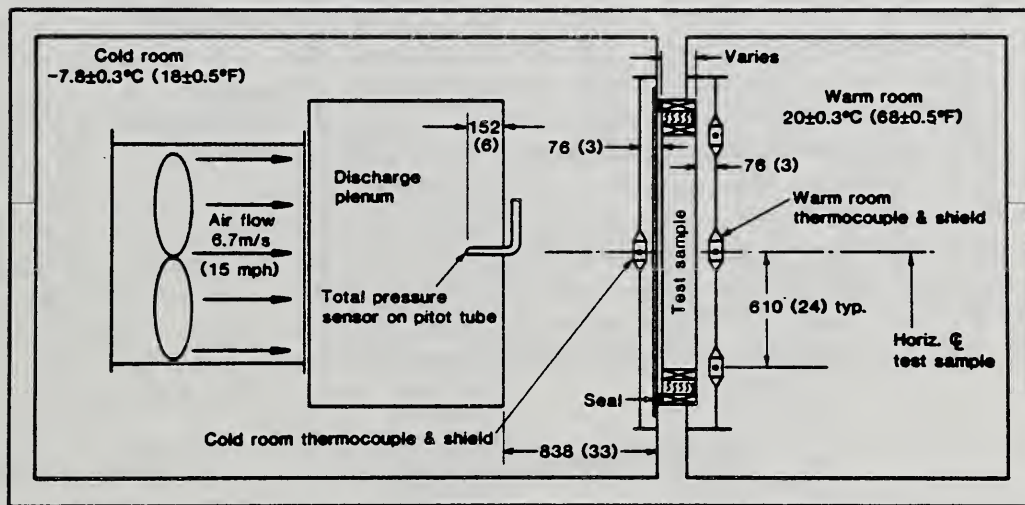 Cold room
-7.8±0.3°C (18±0.5°F)
Varies
Warm room
20±0.3°C (68±0.5°F)
152
(6)
76 (3)
76 (3)
Discharge
plenum
Warm room
thermocouple & shield
Air flow
6.7m/s
(15 mph)
Test sample
Total pressure
sensor on pitot tube
610 (24) typ.
Horiz. ℄
test sample
Seal
Cold room thermocouple & shield
838 (33)